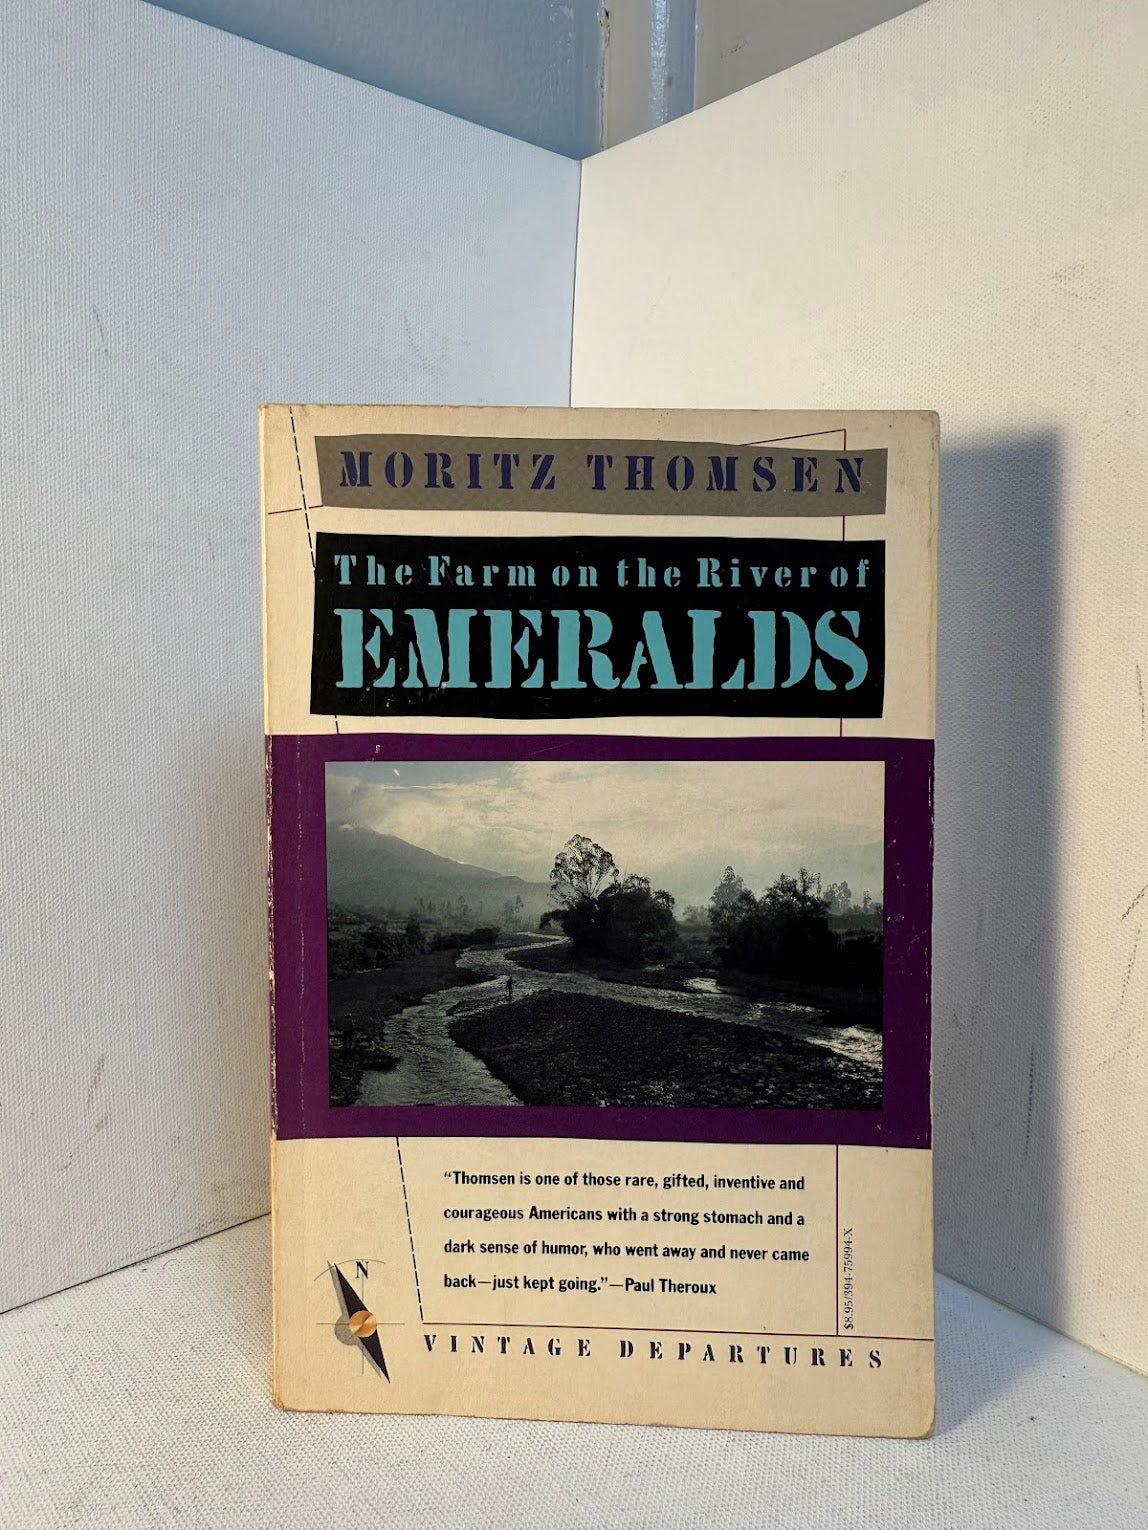 MORITZ THOMSEN
The Farm on the River of
EMERALDS
"Thomsen is one of those rare, gifted, inventive and
courageous Americans with a strong stomach and a
dark sense of humor, who went away and never came
back—just kept going."—Paul Theroux
$8.95/394-75994-X
N
VINTAGE DEPARTURES